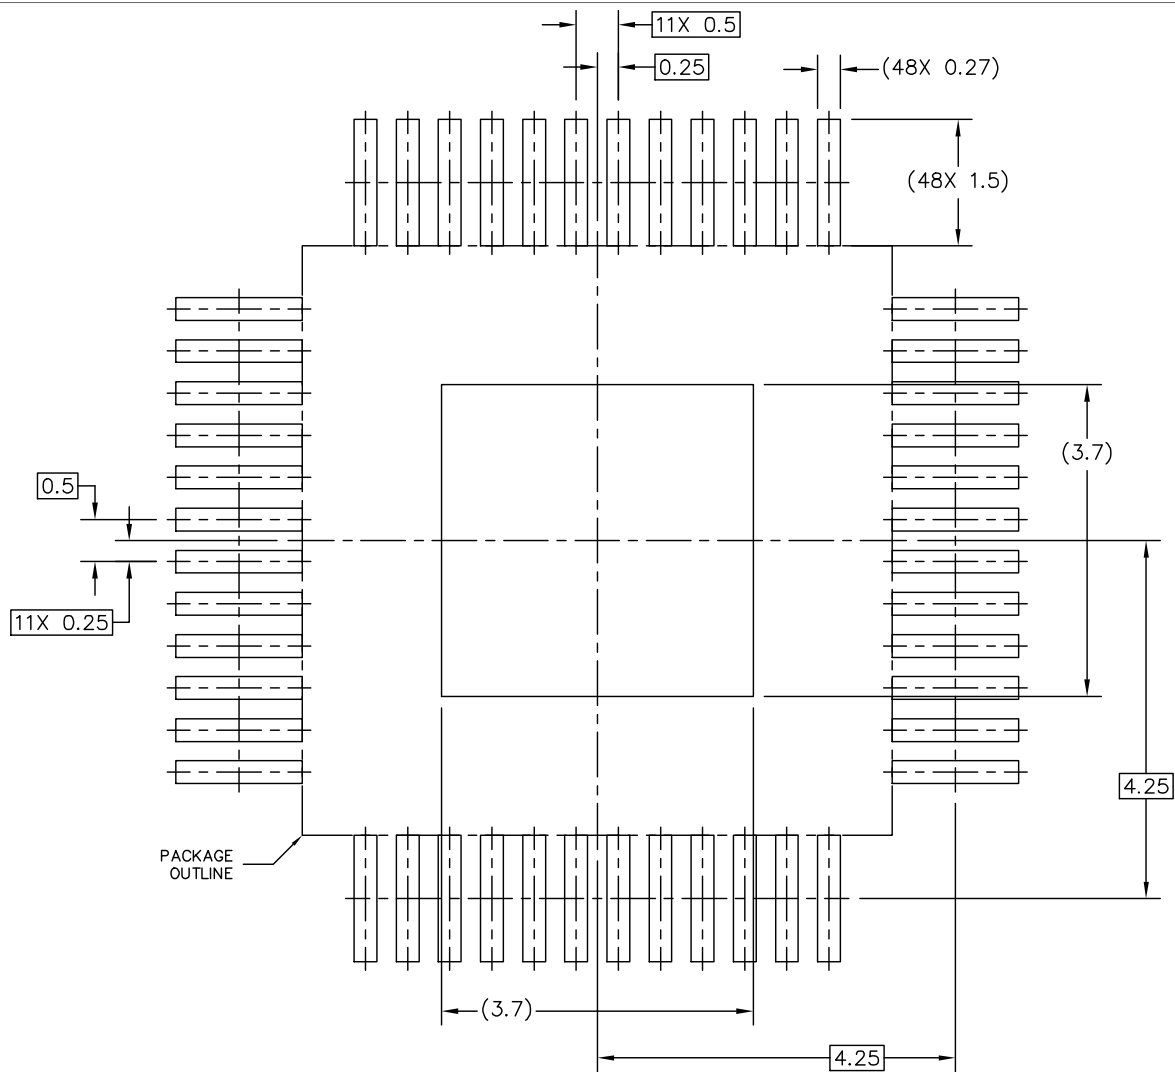 11X 0.5
0.25
(48X 0.27)
(48X 1.5)
(3.7)
0.5
11X 0.25
4.25
PACKAGE
OUTLINE
(3.7)
4.25